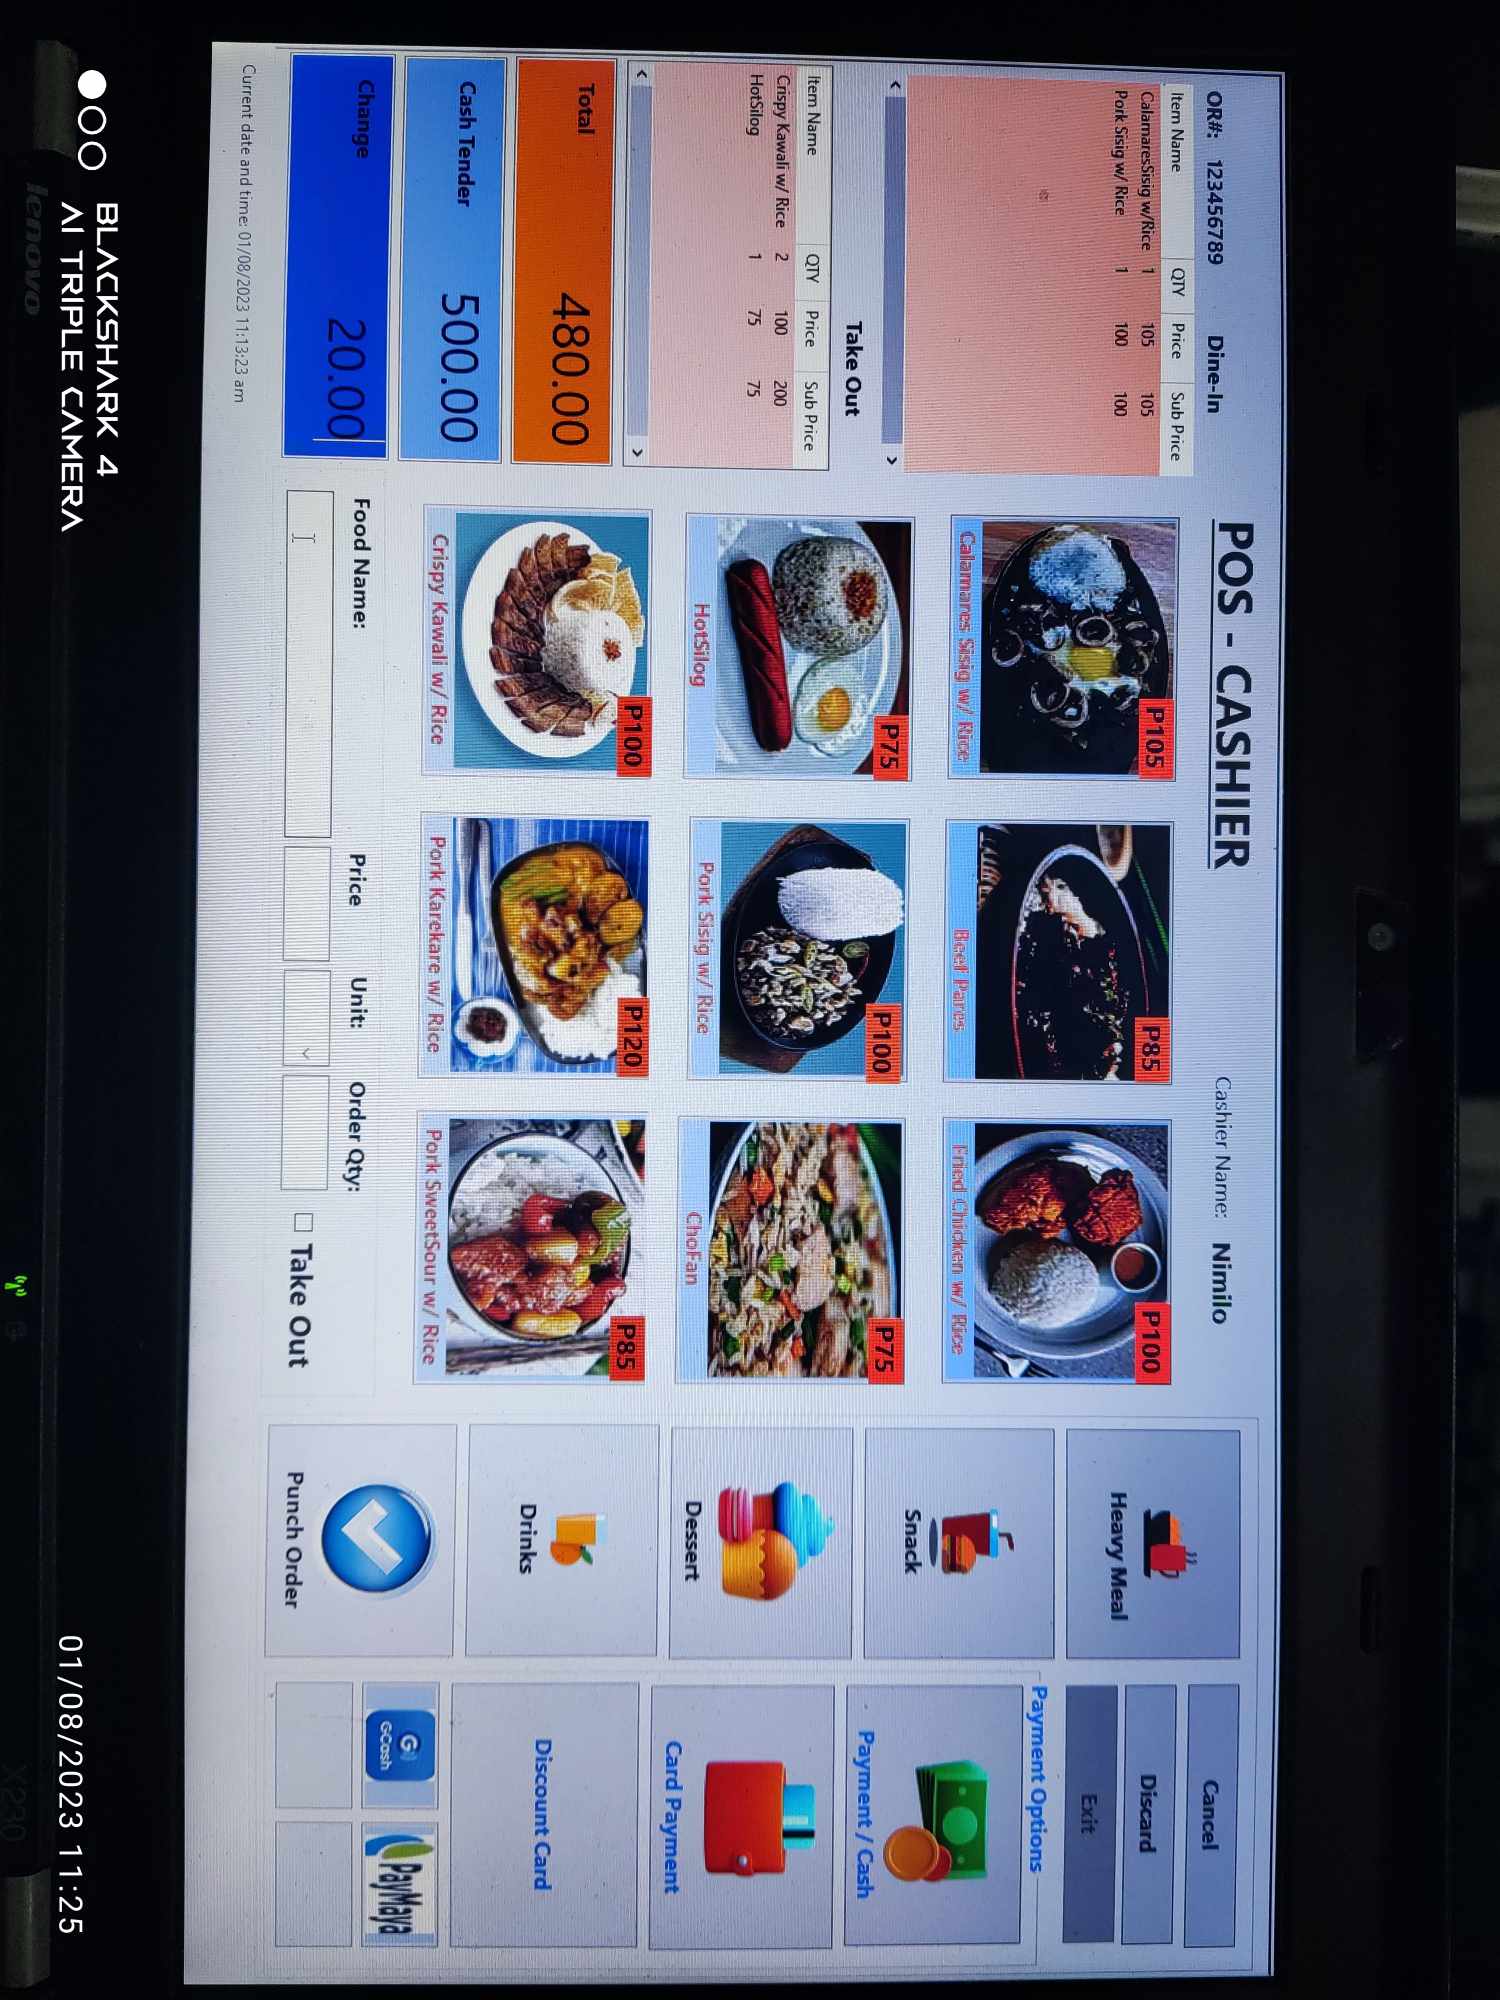 POS - CASHIER
Cashier Name: Nimilo
OR#: 123456789 Dine-In
Item Name QTY Price Sub Price
CalamaresSisig w/Rice 1 105 105
Pork Sisig w/ Rice 1 100 100
Take Out
Item Name QTY Price Sub Price
Crispy Kawali w/ Rice 2 100 200
HotSilog 1 75 75
Total 480.00
Cash Tender 500.00
Change 20.00
Current date and time: 01/08/2023 11:13:23 am
P105
Calamares Sisig w/ Rice
P85
Beef Pares
P100
Fried Chicken w/ Rice
P75
HotSilog
P100
Pork Sisig w/ Rice
P75
ChoFan
P100
Crispy Kawali w/ Rice
P120
Pork Karekare w/ Rice
P85
Pork SweetSour w/ Rice
Food Name: Price Unit: Order Qty:
Take Out
Heavy Meal
Snack
Dessert
Drinks
Punch Order
Cancel
Discard
Exit
Payment Options
Payment / Cash
Card Payment
Discount Card
G
GCash
PayMaya
lenovo
X230
BLACKSHARK 4
AI TRIPLE CAMERA
01/08/2023 11:25